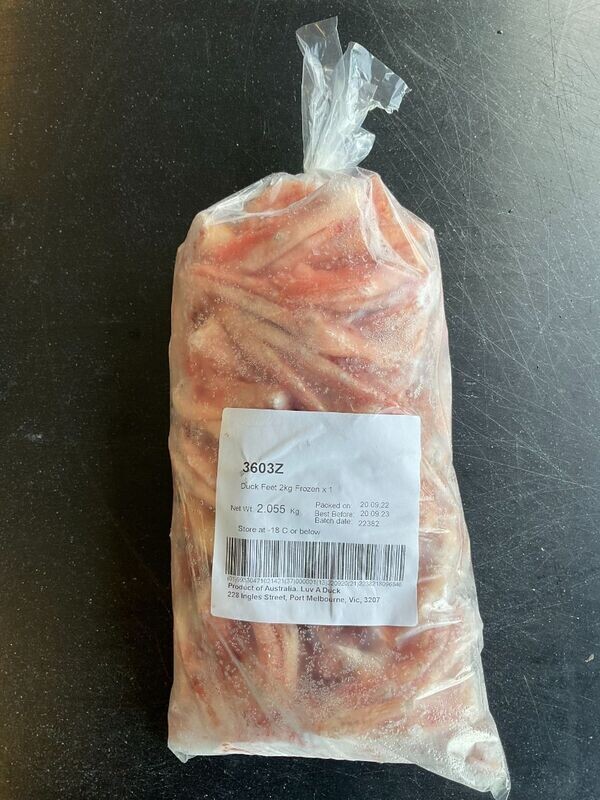 3603Z
Duck Feet 2kg Frozen x 1
Net Wt. 2.055 Kg
Packed on: 20.09.22
Best Before: 20.09.23
Batch date: 22382
Store at -18 C or below
Product of Australia. Luv A Duck
228 Ingles Street, Port Melbourne, Vic, 3207